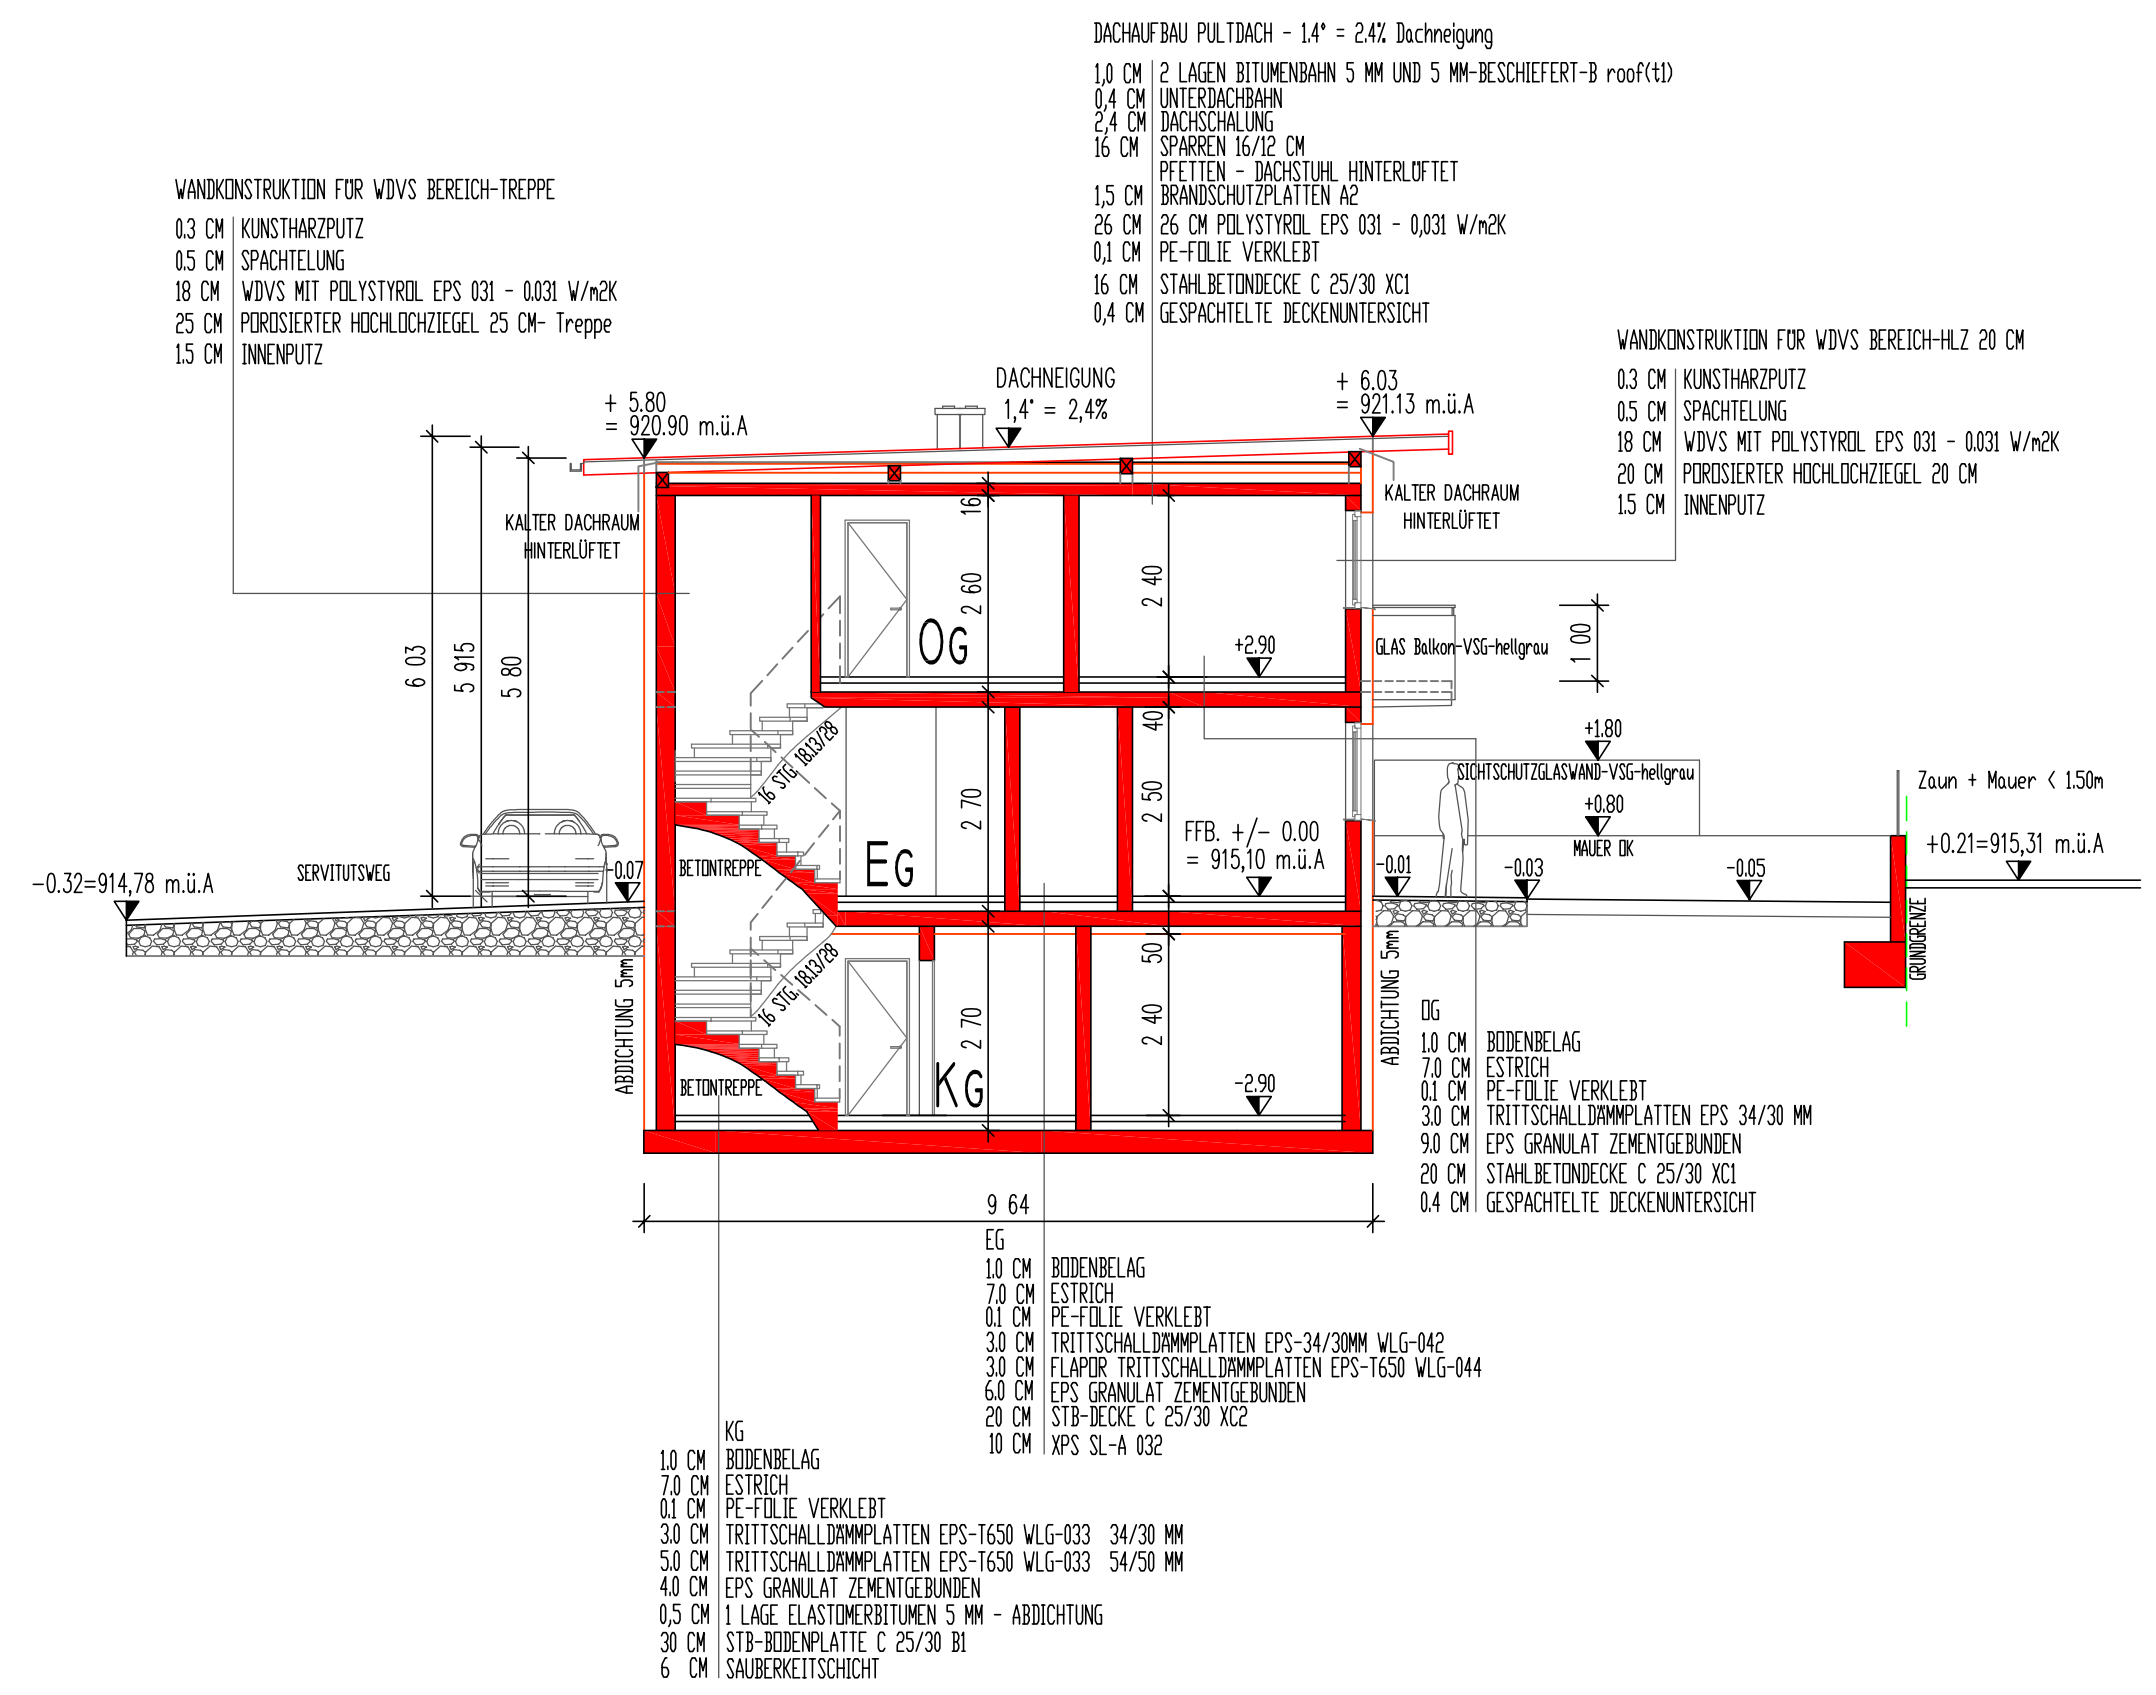 DACHAUFBAU PULTDACH - 1.4° = 2.4% Dachneigung
1,0 CM 2 LAGEN BITUMENBAHN 5 MM UND 5 MM-BESCHIEFERT-B roof(t1)
0,4 CM UNTERDACHBAHN
2,4 CM DACHSCHALUNG
16 CM SPARREN 16/12 CM
PFETTEN - DACHSTUHL HINTERLÜFTET
1,5 CM BRANDSCHUTZPLATTEN A2
26 CM 26 CM POLYSTYROL EPS 031 - 0,031 W/m2K
0,1 CM PE-FOLIE VERKLEBT
16 CM STAHLBETONDECKE C 25/30 XC1
0,4 CM GESPACHTELTE DECKENUNTERSICHT
WANDKONSTRUKTION FÜR WDVS BEREICH-TREPPE
0.3 CM KUNSTHARZPUTZ
0.5 CM SPACHTELUNG
18 CM WDVS MIT POLYSTYROL EPS 031 - 0.031 W/m2K
25 CM POROSIERTER HOCHLOCHZIEGEL 25 CM- Treppe
1.5 CM INNENPUTZ
WANDKONSTRUKTION FÜR WDVS BEREICH-HLZ 20 CM
0.3 CM KUNSTHARZPUTZ
0.5 CM SPACHTELUNG
18 CM WDVS MIT POLYSTYROL EPS 031 - 0.031 W/m2K
20 CM POROSIERTER HOCHLOCHZIEGEL 20 CM
1.5 CM INNENPUTZ
DACHNEIGUNG
1,4° = 2,4%
+ 5.80
= 920.90 m.ü.A
+ 6.03
= 921.13 m.ü.A
KALTER DACHRAUM
HINTERLÜFTET
KALTER DACHRAUM
HINTERLÜFTET
6 03
5 915
5 80
16
2 60
2 40
OG
+2.90
GLAS Balkon-VSG-hellgrau
1 00
16 STG. 18.13/28
40
2 70
2 50
EG
FFB. +/- 0.00
= 915,10 m.ü.A
BETONTREPPE
+1.80
SICHTSCHUTZGLASWAND-VSG-hellgrau
+0.80
MAUER OK
Zaun + Mauer < 1.50m
+0.21=915,31 m.ü.A
SERVITUTSWEG
-0.32=914,78 m.ü.A
-0.07
-0.01
-0.03
-0.05
GRUNDGRENZE
ABDICHTUNG 5mm
ABDICHTUNG 5mm
16 STG. 18.13/28
50
2 70
2 40
KG
-2.90
BETONTREPPE
9 64
OG
1.0 CM BODENBELAG
7.0 CM ESTRICH
0.1 CM PE-FOLIE VERKLEBT
3.0 CM TRITTSCHALLDÄMMPLATTEN EPS 34/30 MM
9.0 CM EPS GRANULAT ZEMENTGEBUNDEN
20 CM STAHLBETONDECKE C 25/30 XC1
0.4 CM GESPACHTELTE DECKENUNTERSICHT
EG
1.0 CM BODENBELAG
7.0 CM ESTRICH
0.1 CM PE-FOLIE VERKLEBT
3.0 CM TRITTSCHALLDÄMMPLATTEN EPS-34/30MM WLG-042
3.0 CM FLAPOR TRITTSCHALLDÄMMPLATTEN EPS-T650 WLG-044
6.0 CM EPS GRANULAT ZEMENTGEBUNDEN
20 CM STB-DECKE C 25/30 XC2
10 CM XPS SL-A 032
KG
1.0 CM BODENBELAG
7.0 CM ESTRICH
0.1 CM PE-FOLIE VERKLEBT
3.0 CM TRITTSCHALLDÄMMPLATTEN EPS-T650 WLG-033 34/30 MM
5.0 CM TRITTSCHALLDÄMMPLATTEN EPS-T650 WLG-033 54/50 MM
4.0 CM EPS GRANULAT ZEMENTGEBUNDEN
0,5 CM 1 LAGE ELASTOMERBITUMEN 5 MM - ABDICHTUNG
30 CM STB-BODENPLATTE C 25/30 B1
6 CM SAUBERKEITSCHICHT